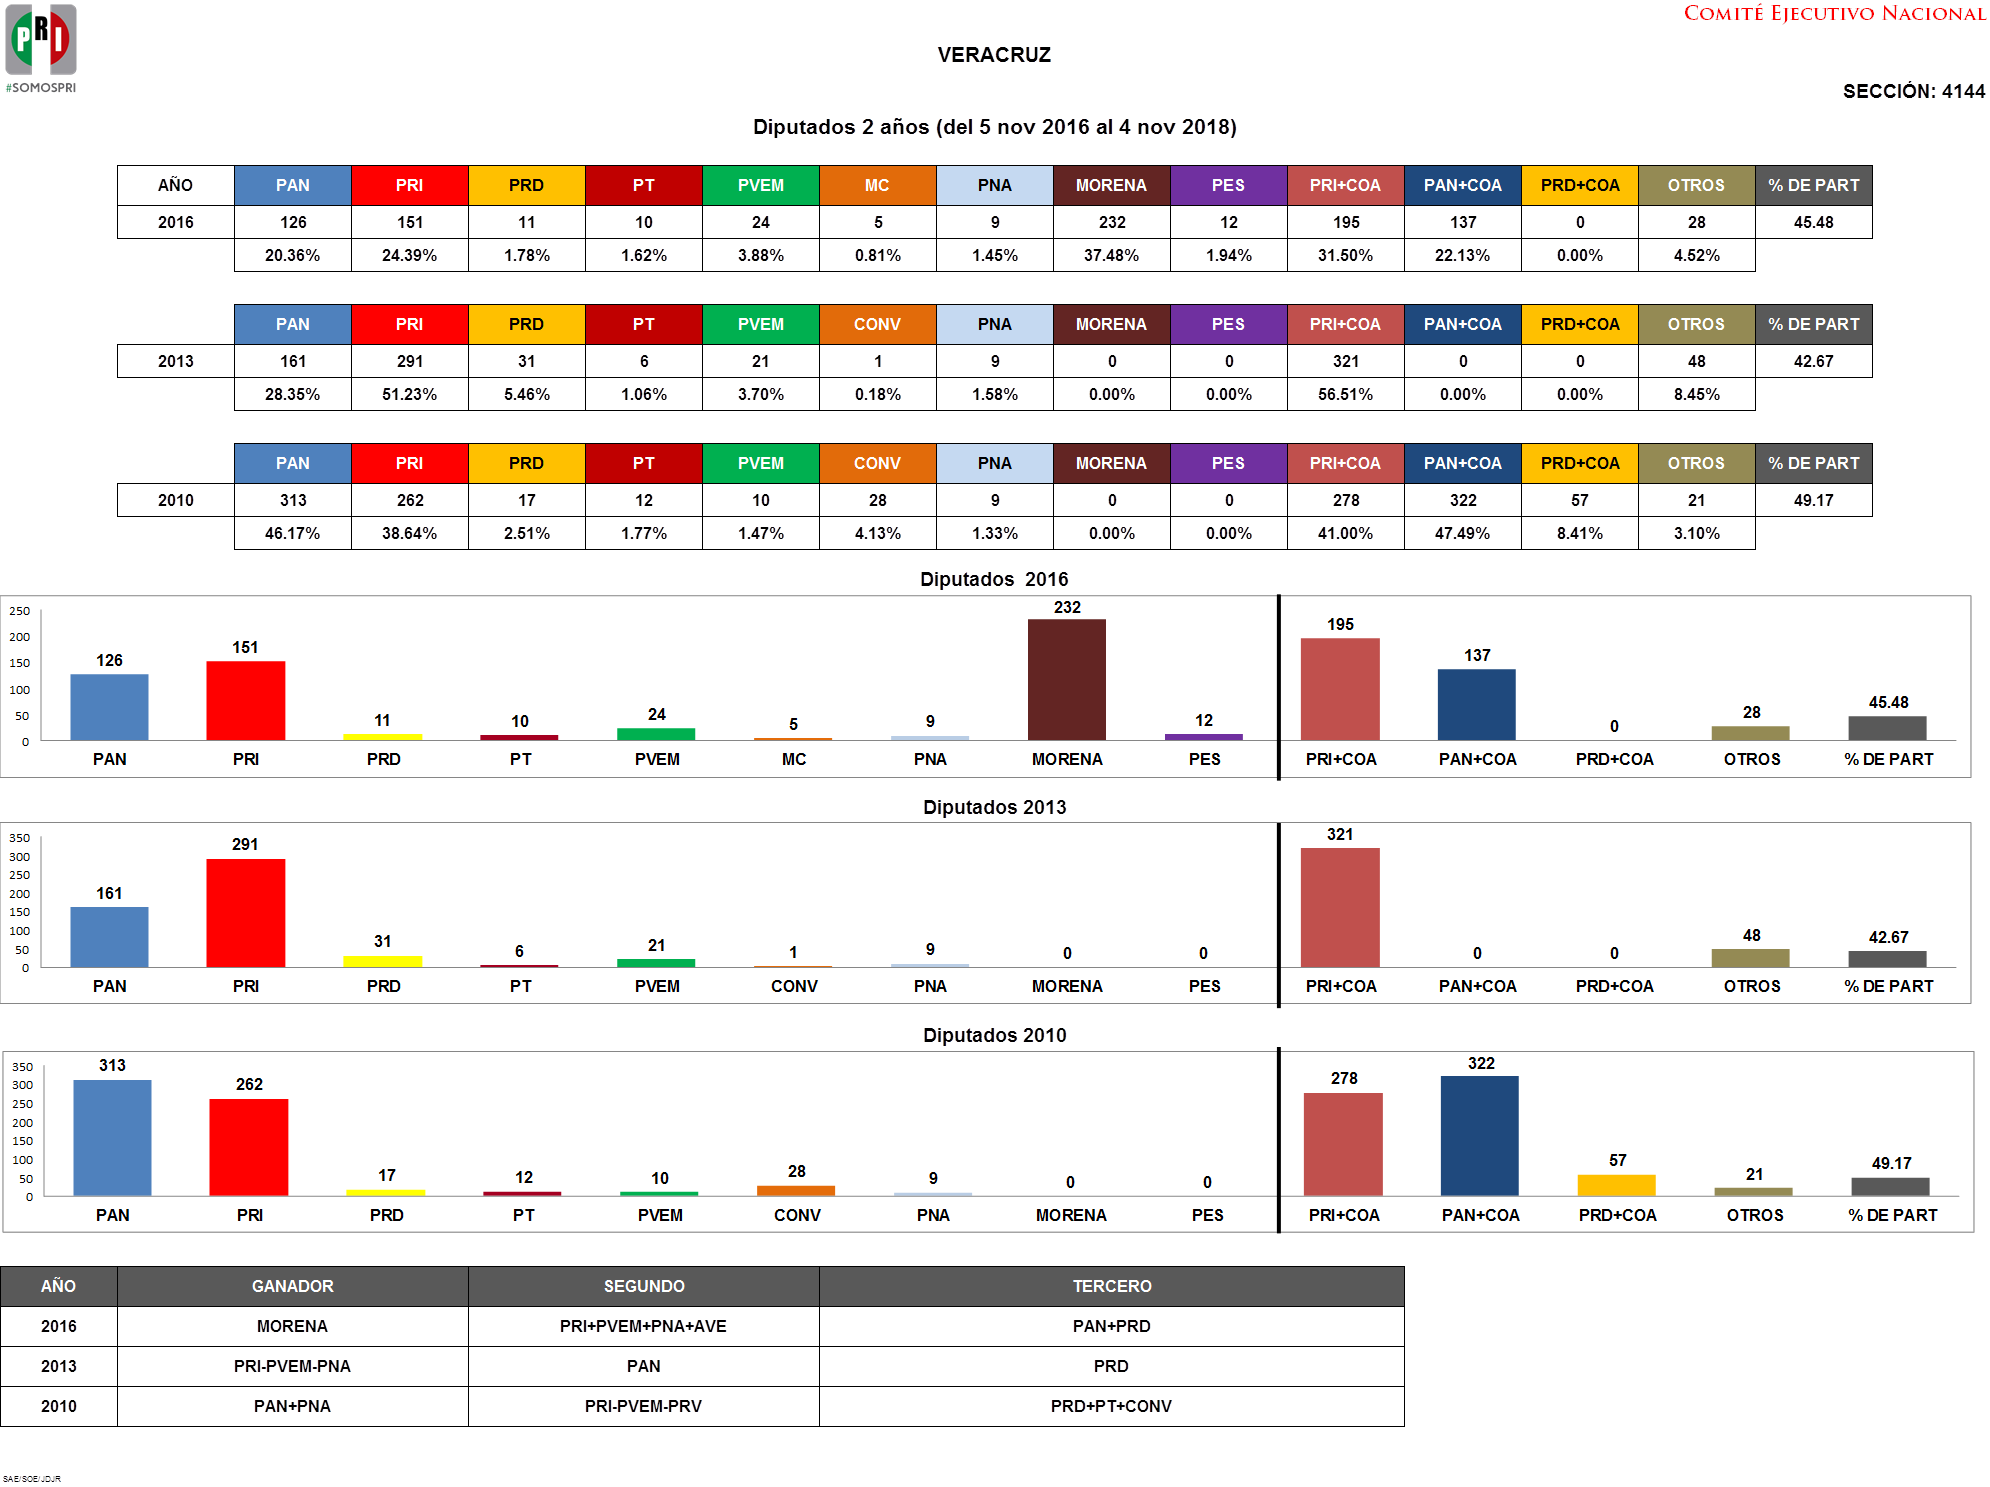 PRI
#SOMOSPRI
COMITÉ EJECUTIVO NACIONAL
VERACRUZ
SECCIÓN: 4144
Diputados 2 años (del 5 nov 2016 al 4 nov 2018)
AÑO PAN PRI PRD PT PVEM MC PNA MORENA PES PRI+COA PAN+COA PRD+COA OTROS % DE PART
2016 126 151 11 10 24 5 9 232 12 195 137 0 28 45.48
20.36% 24.39% 1.78% 1.62% 3.88% 0.81% 1.45% 37.48% 1.94% 31.50% 22.13% 0.00% 4.52%
PAN PRI PRD PT PVEM CONV PNA MORENA PES PRI+COA PAN+COA PRD+COA OTROS % DE PART
2013 161 291 31 6 21 1 9 0 0 321 0 0 48 42.67
28.35% 51.23% 5.46% 1.06% 3.70% 0.18% 1.58% 0.00% 0.00% 56.51% 0.00% 0.00% 8.45%
PAN PRI PRD PT PVEM CONV PNA MORENA PES PRI+COA PAN+COA PRD+COA OTROS % DE PART
2010 313 262 17 12 10 28 9 0 0 278 322 57 21 49.17
46.17% 38.64% 2.51% 1.77% 1.47% 4.13% 1.33% 0.00% 0.00% 41.00% 47.49% 8.41% 3.10%
Diputados 2016
250
200
150
100
50
0
126 151 11 10 24 5 9 232 12 195 137 0 28 45.48
PAN PRI PRD PT PVEM MC PNA MORENA PES PRI+COA PAN+COA PRD+COA OTROS % DE PART
Diputados 2013
350
300
250
200
150
100
50
0
161 291 31 6 21 1 9 0 0 321 0 0 48 42.67
PAN PRI PRD PT PVEM CONV PNA MORENA PES PRI+COA PAN+COA PRD+COA OTROS % DE PART
Diputados 2010
350
300
250
200
150
100
50
0
313 262 17 12 10 28 9 0 0 278 322 57 21 49.17
PAN PRI PRD PT PVEM CONV PNA MORENA PES PRI+COA PAN+COA PRD+COA OTROS % DE PART
AÑO GANADOR SEGUNDO TERCERO
2016 MORENA PRI+PVEM+PNA+AVE PAN+PRD
2013 PRI-PVEM-PNA PAN PRD
2010 PAN+PNA PRI-PVEM-PRV PRD+PT+CONV
SAE/SOE/JDJR